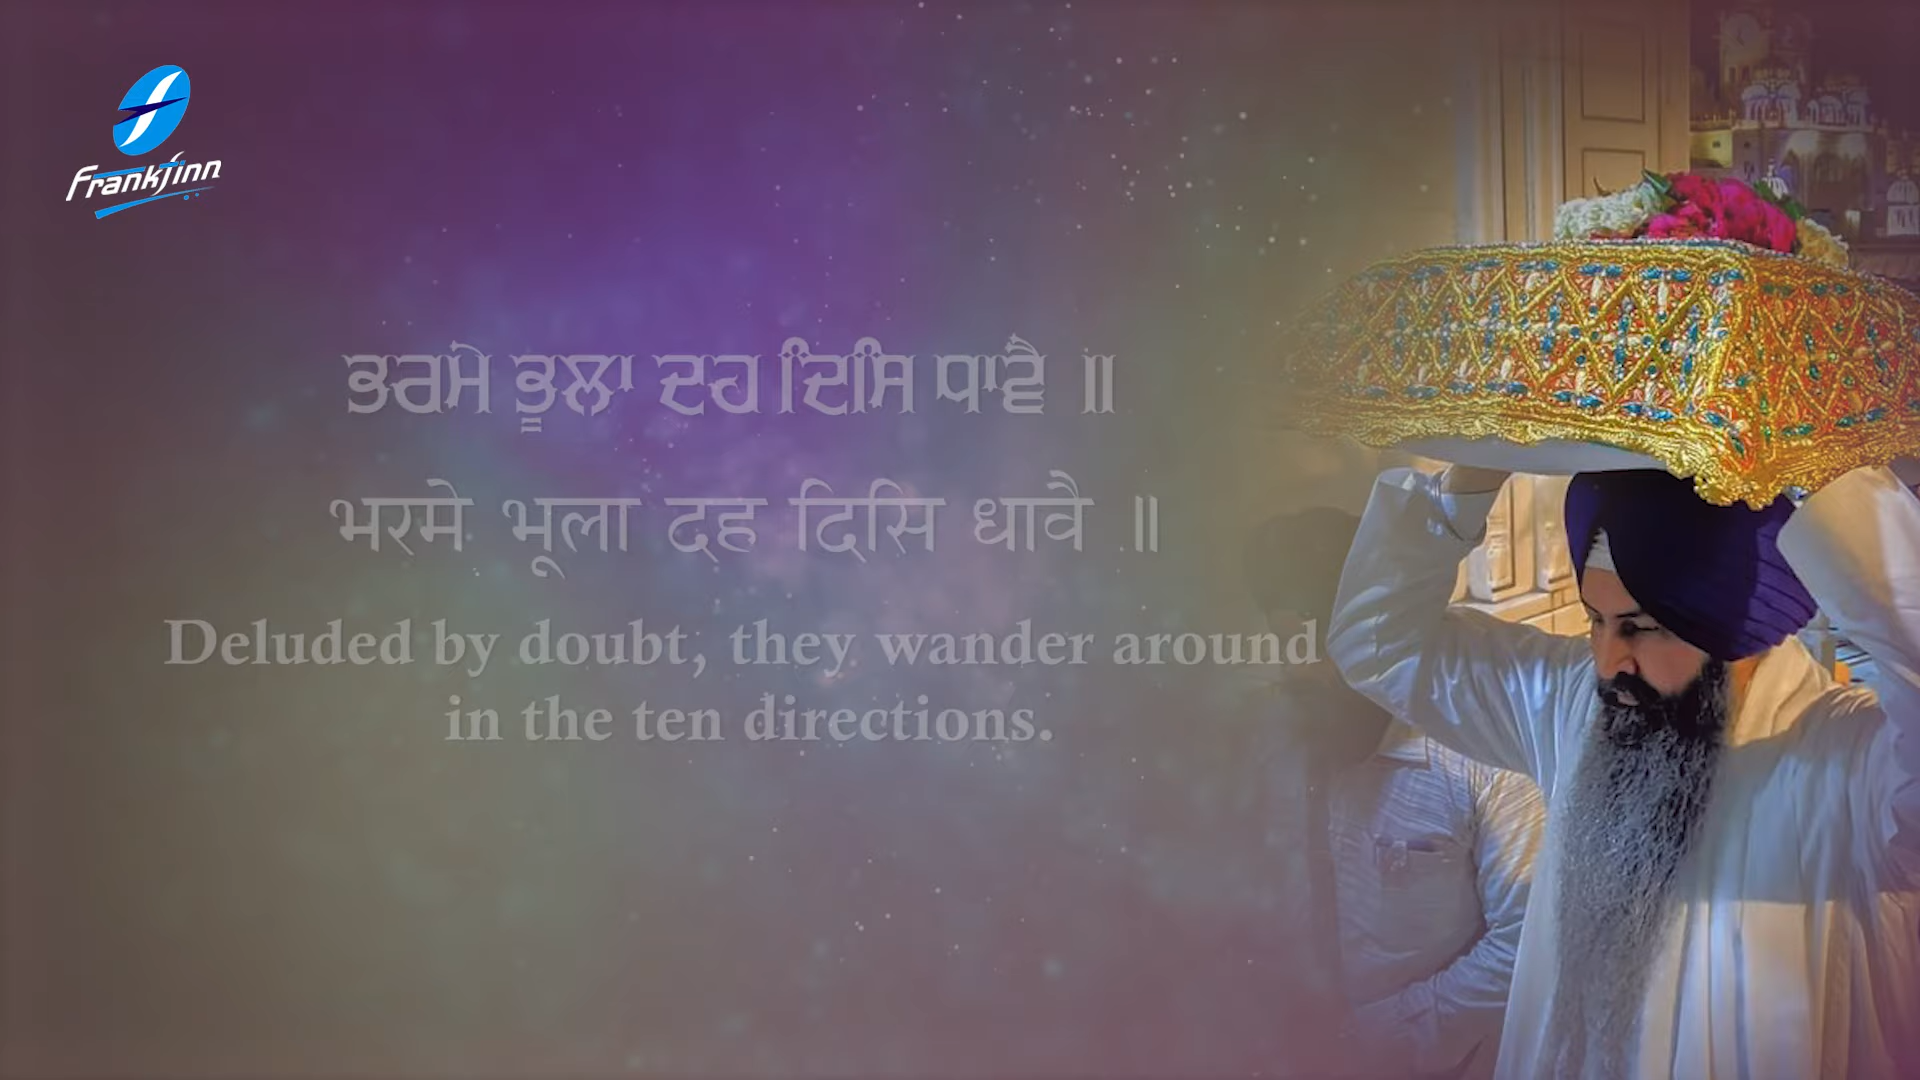 Frankfinn
ਭਰਮੇ ਭੂਲਾ ਦਹ ਦਿਸਿ ਧਾਵੈ ॥
भरमे भूला दह दिसि धावै ॥
Deluded by doubt, they wander around
in the ten directions.